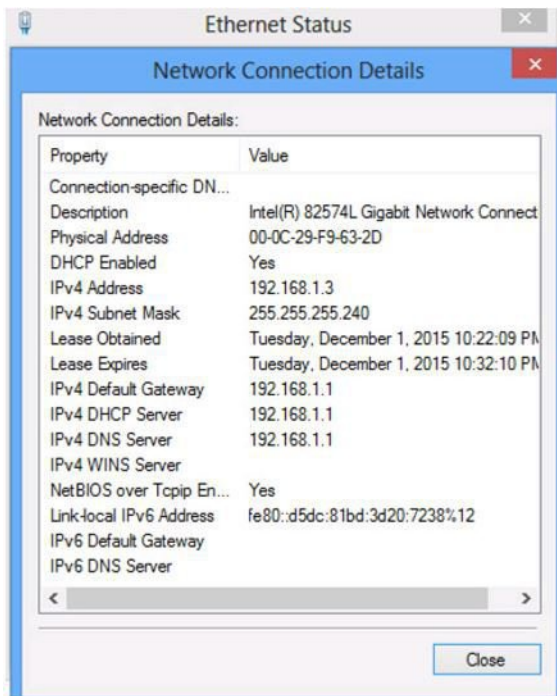 Ethernet Status
Network Connection Details
Network Connection Details:
Property Value
Connection-specific DN...
Description Intel(R) 82574L Gigabit Network Connect
Physical Address 00-0C-29-F9-63-2D
DHCP Enabled Yes
IPv4 Address 192.168.1.3
IPv4 Subnet Mask 255.255.255.240
Lease Obtained Tuesday, December 1, 2015 10:22:09 PM
Lease Expires Tuesday, December 1, 2015 10:32:10 PM
IPv4 Default Gateway 192.168.1.1
IPv4 DHCP Server 192.168.1.1
IPv4 DNS Server 192.168.1.1
IPv4 WINS Server
NetBIOS over Tcpip En... Yes
Link-local IPv6 Address fe80::d5dc:81bd:3d20:7238%12
IPv6 Default Gateway
IPv6 DNS Server
Close